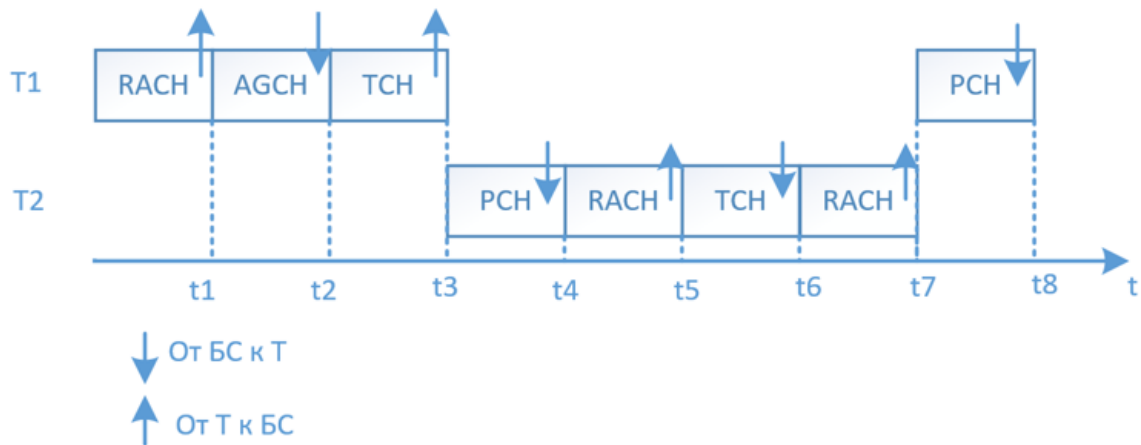 T1 RACH AGCH TCH PCH
T2 PCH RACH TCH RACH
t1 t2 t3 t4 t5 t6 t7 t8 t
От БС к Т
От Т к БС